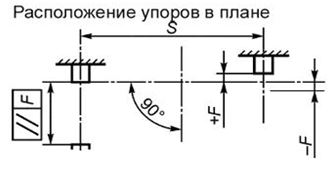 Расположение упоров в плане
S
F
90°
+F
–F